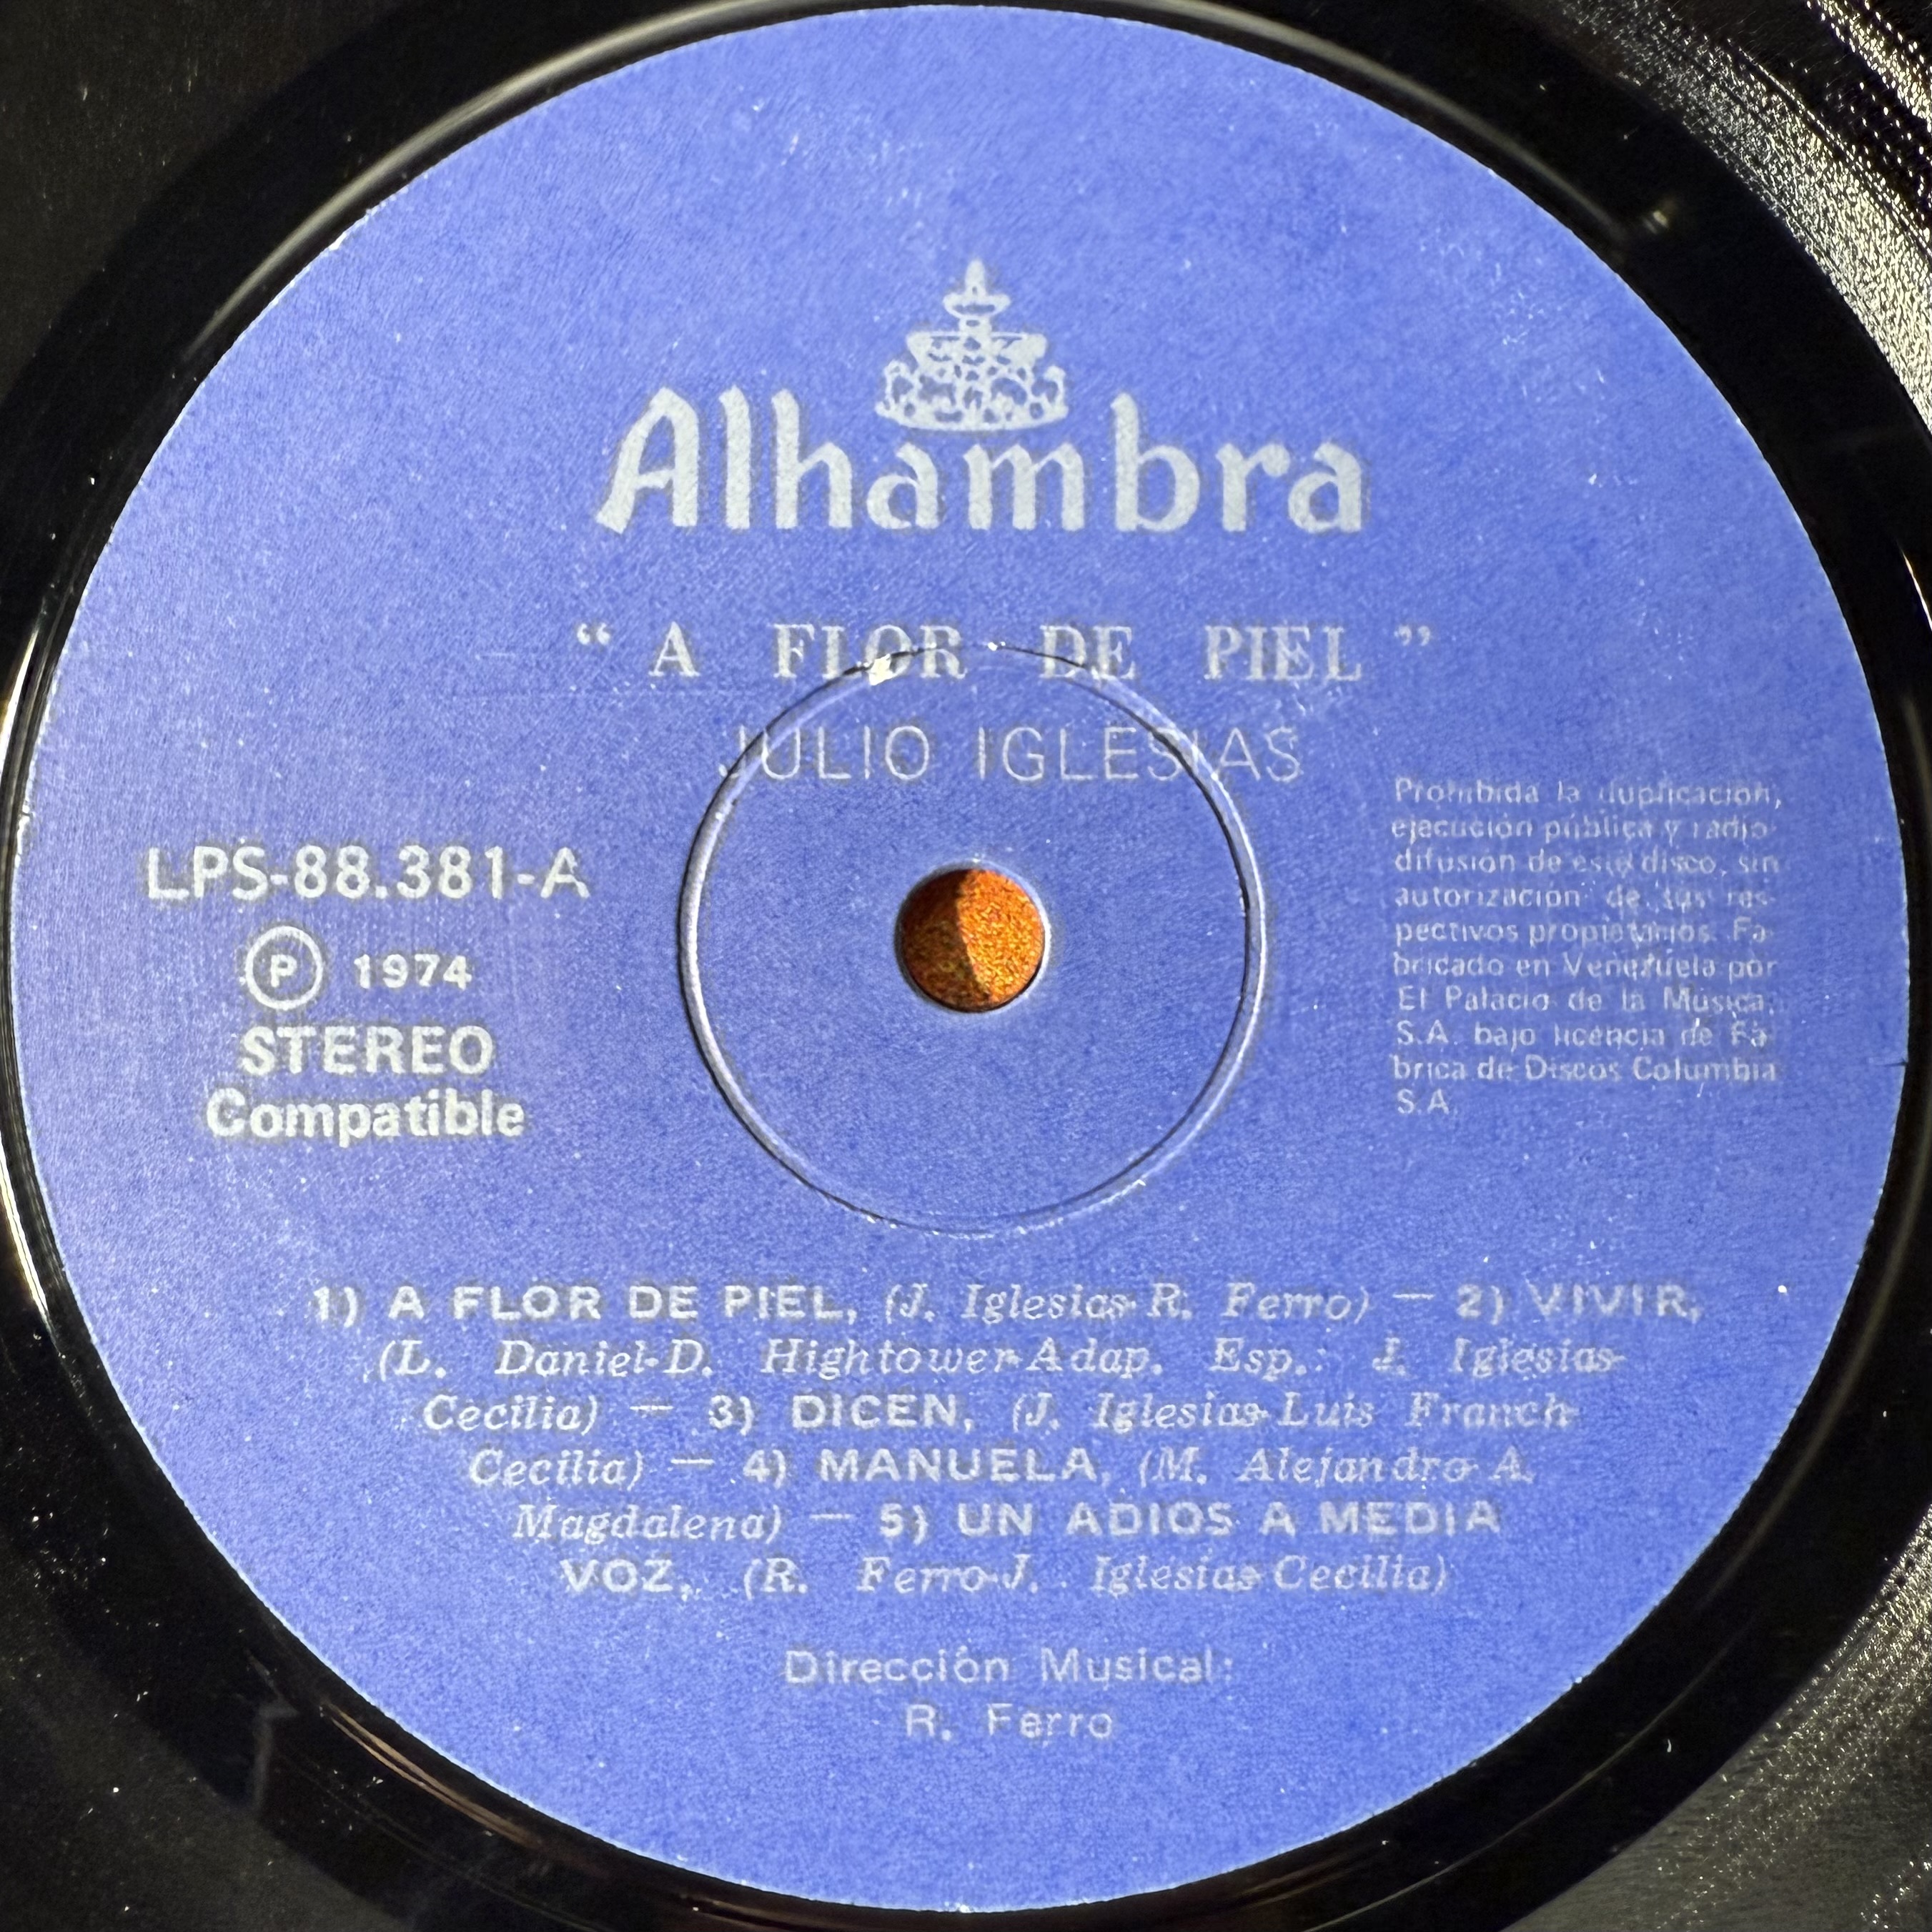 Alhambra
“ A FLOR DE PIEL ”
JULIO IGLESIAS
LPS-88.381-A
Ⓟ 1974
STEREO
Compatible
Prohibida la duplicación,
ejecución pública y radio-
difusión de este disco, sin
autorización de sus res-
pectivos propietarios. Fa-
bricado en Venezuela por
El Palacio de la Música,
S.A. bajo licencia de Fá-
brica de Discos Columbia
S.A.
1) A FLOR DE PIEL, (J. Iglesias-R. Ferro) — 2) VIVIR,
(L. Daniel-D. Hightower-Adap. Esp.: J. Iglesias-
Cecilia) — 3) DICEN, (J. Iglesias-Luis Franch-
Cecilia) — 4) MANUELA, (M. Alejandro-A.
Magdalena) — 5) UN ADIOS A MEDIA
VOZ, (R. Ferro-J. Iglesias-Cecilia)
Dirección Musical:
R. Ferro